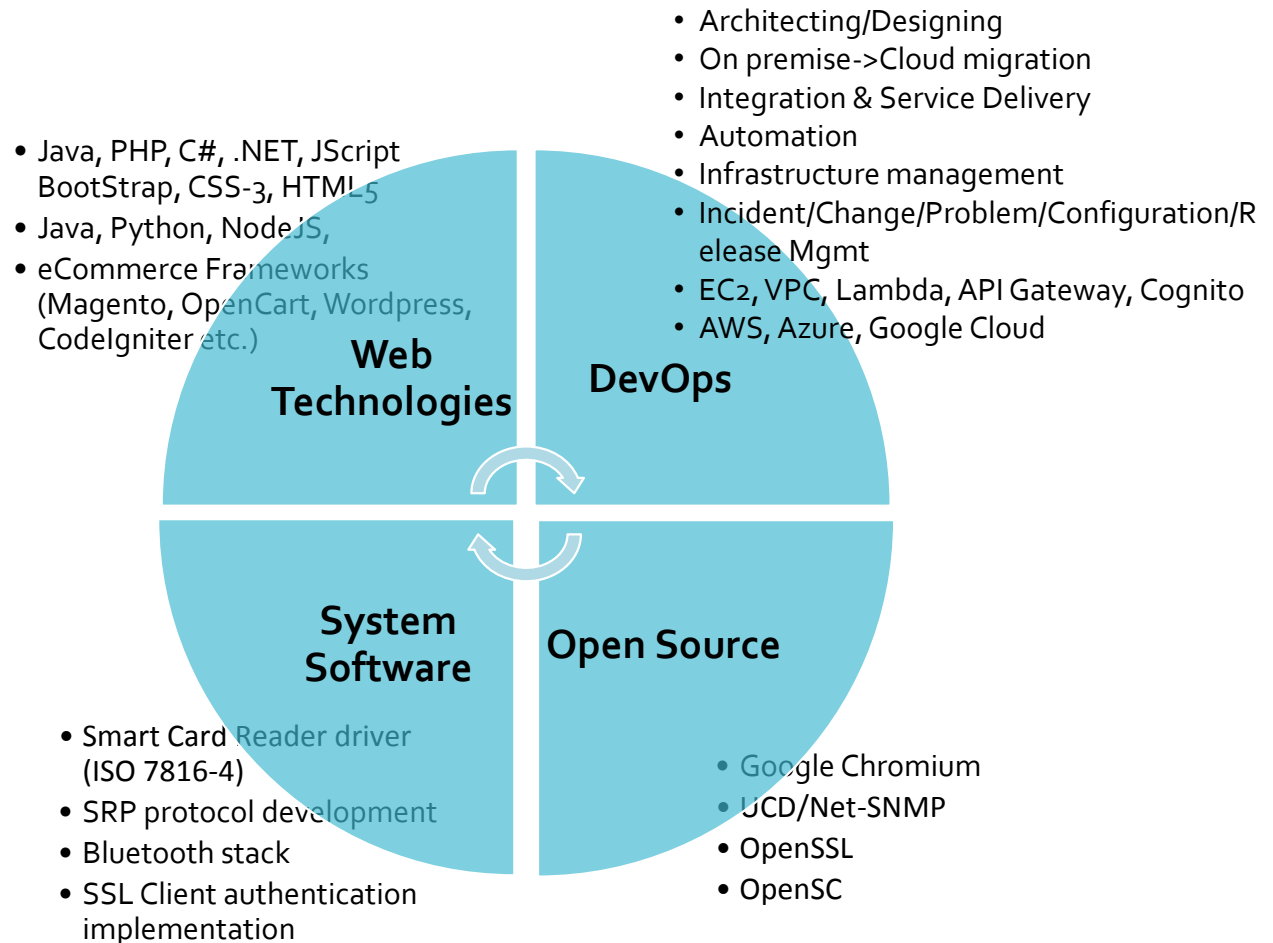 • Architecting/Designing
• On premise->Cloud migration
• Integration & Service Delivery
• Automation
• Infrastructure management
• Incident/Change/Problem/Configuration/R
elease Mgmt
• EC2, VPC, Lambda, API Gateway, Cognito
• AWS, Azure, Google Cloud
• Java, PHP, C#, .NET, JScript
BootStrap, CSS-3, HTML5
• Java, Python, NodeJS,
• eCommerce Frameworks
(Magento, OpenCart, Wordpress,
CodeIgniter etc.)
Web
Technologies
DevOps
System
Software
Open Source
• Smart Card Reader driver
(ISO 7816-4)
• SRP protocol development
• Bluetooth stack
• SSL Client authentication
implementation
• Google Chromium
• UCD/Net-SNMP
• OpenSSL
• OpenSC